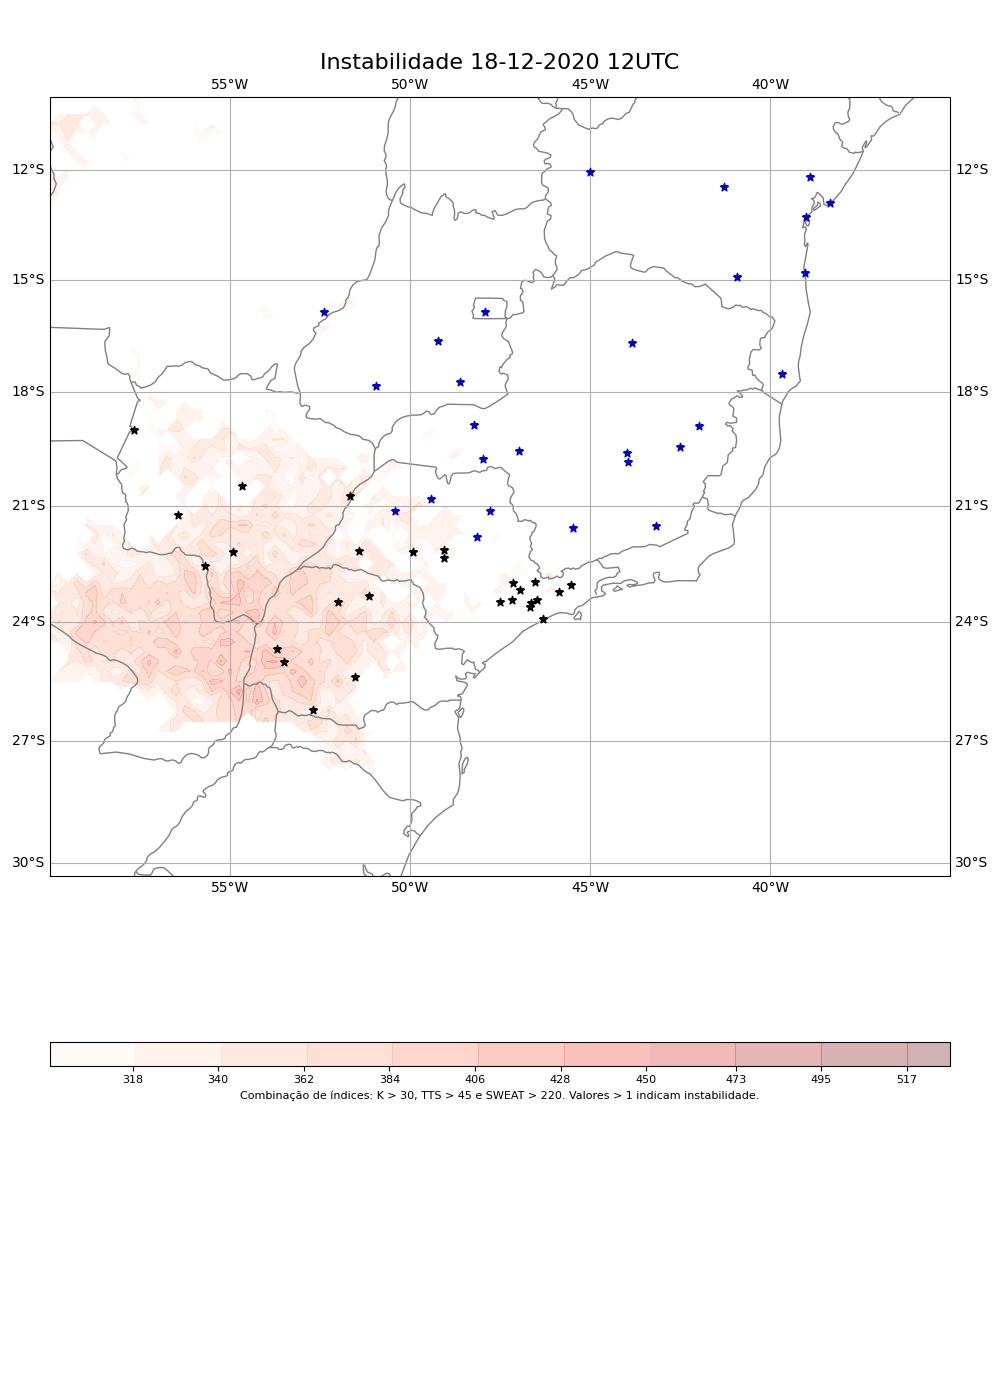 Instabilidade 18-12-2020 12UTC
55°W 50°W 45°W 40°W
12°S 12°S
15°S 15°S
18°S 18°S
21°S 21°S
24°S 24°S
27°S 27°S
30°S 30°S
55°W 50°W 45°W 40°W
318 340 362 384 406 428 450 473 495 517
Combinação de índices: K > 30, TTS > 45 e SWEAT > 220. Valores > 1 indicam instabilidade.